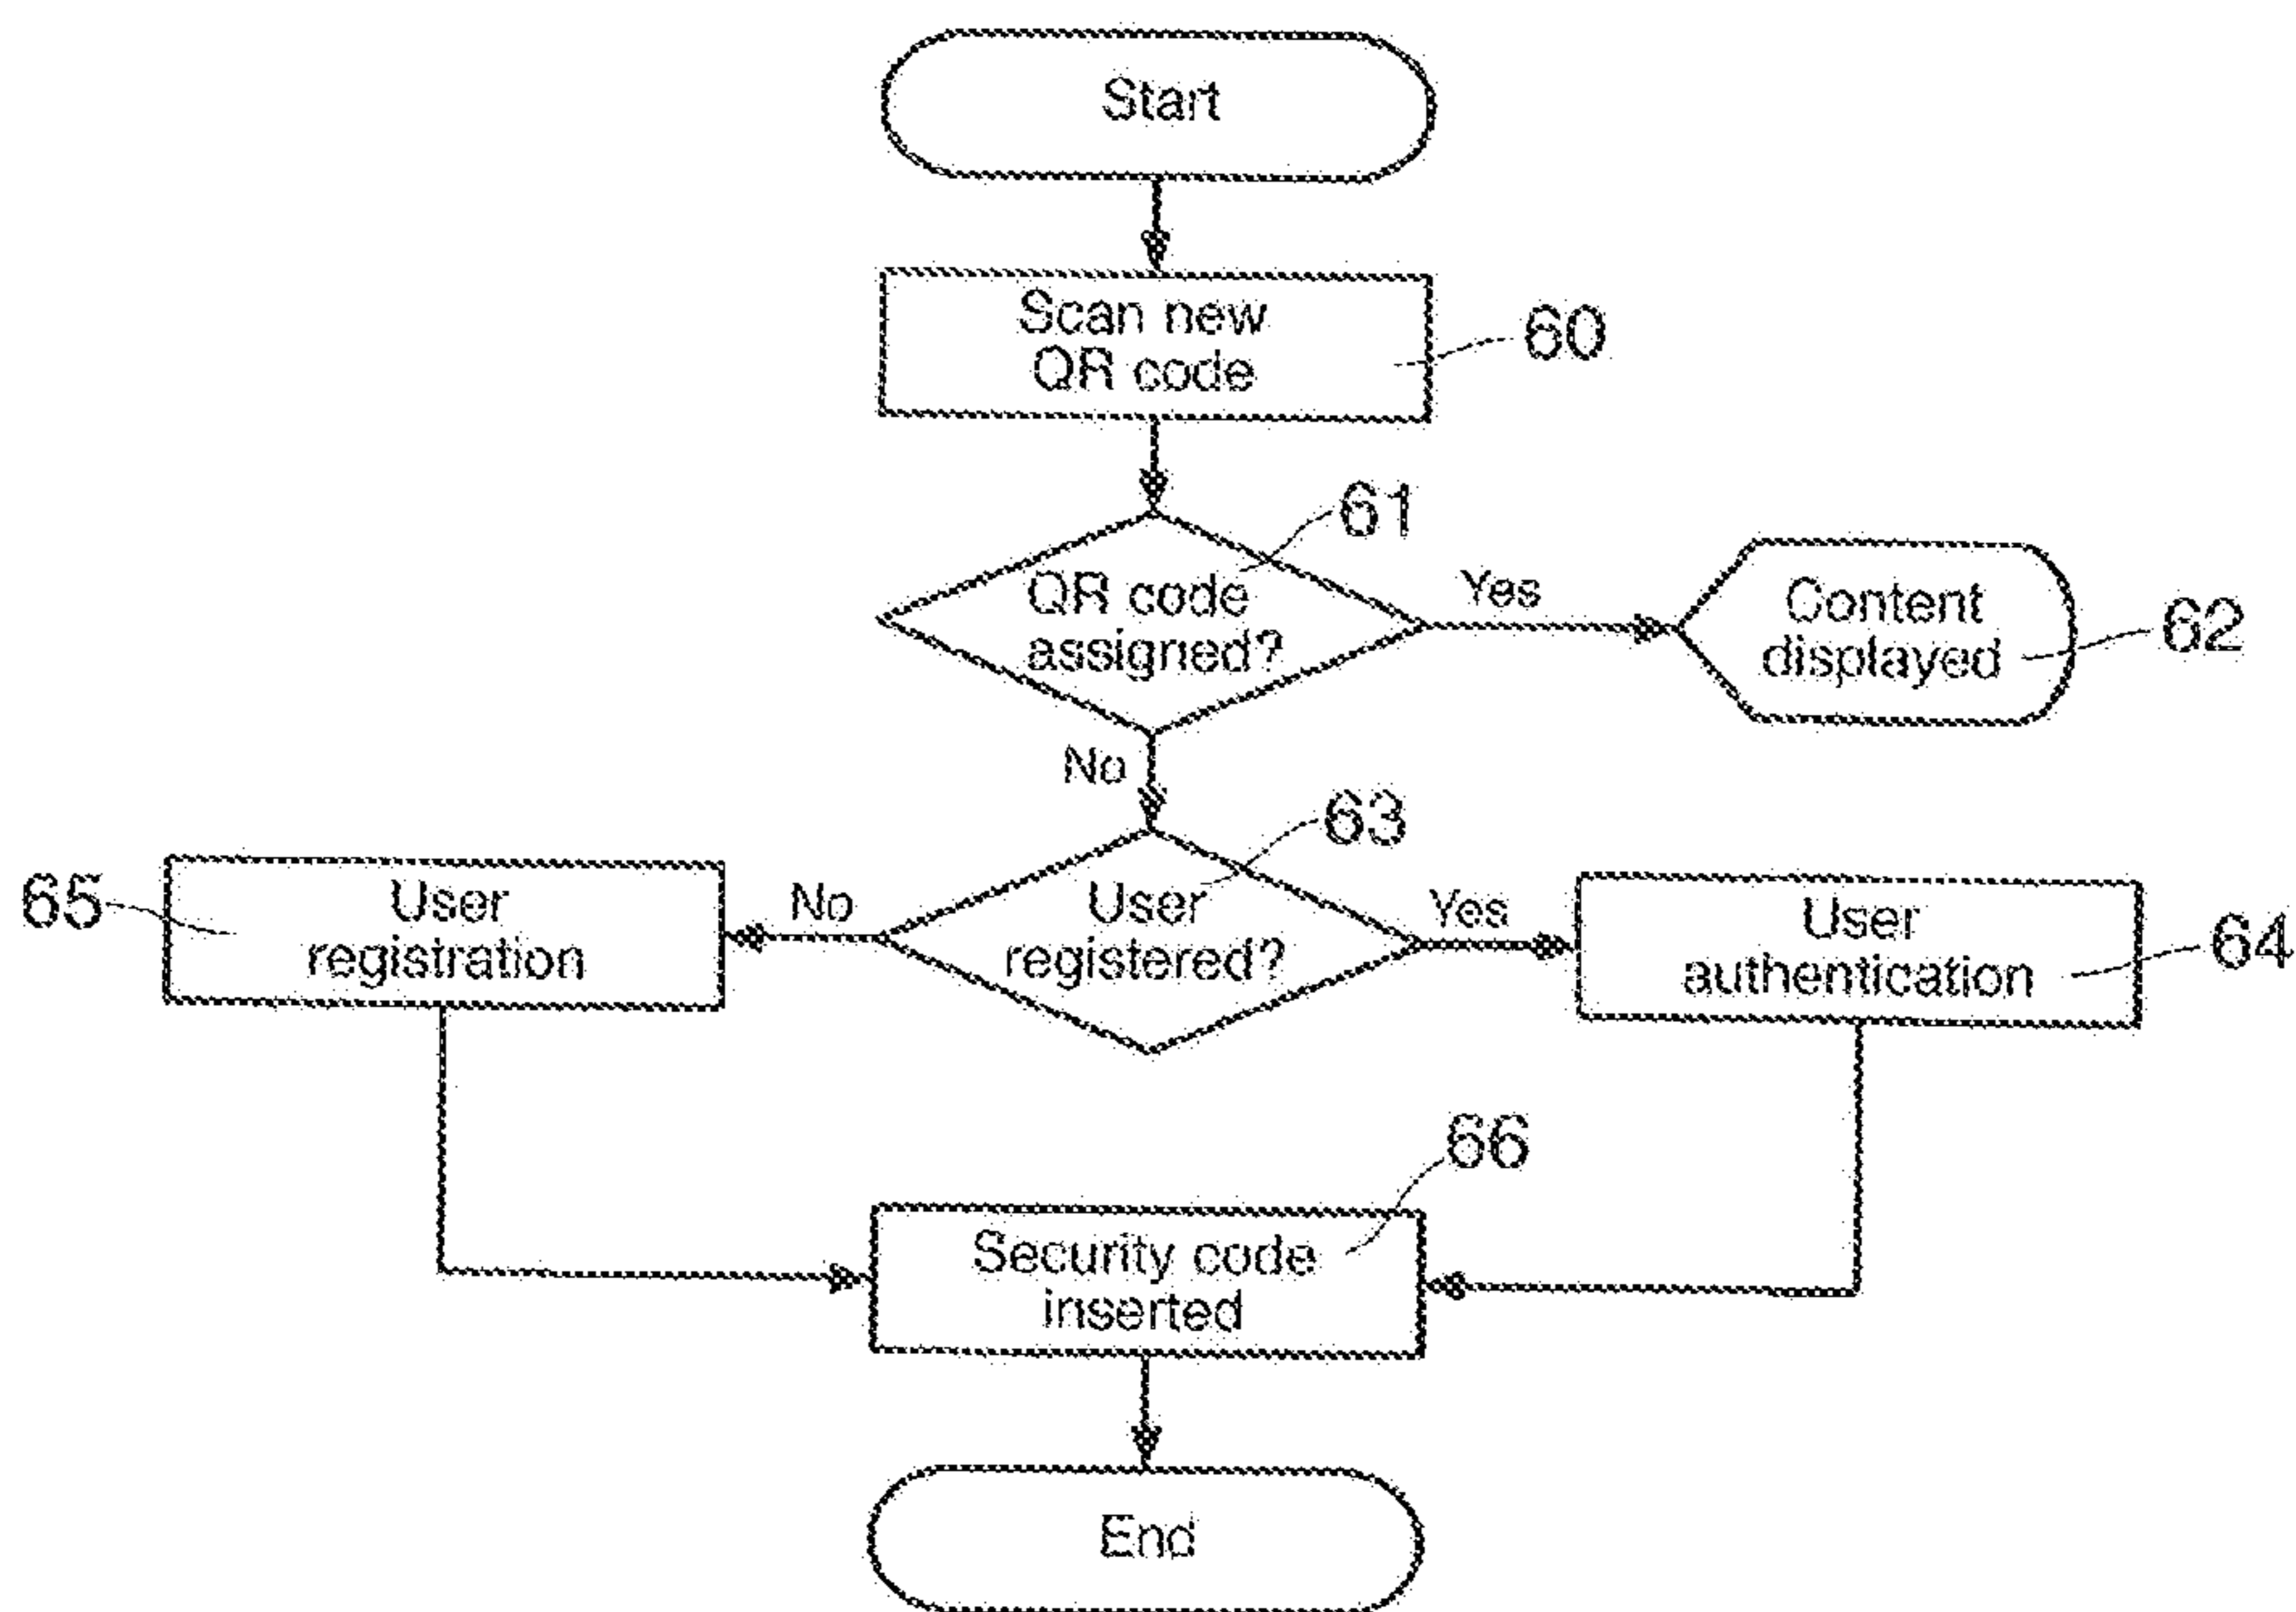 Start
Scan new
QR code
60
61
QR code
assigned?
Yes
Content
displayed
62
No
63
65
User
registration
No
User
registered?
Yes
User
authentication
64
66
Security code
inserted
End